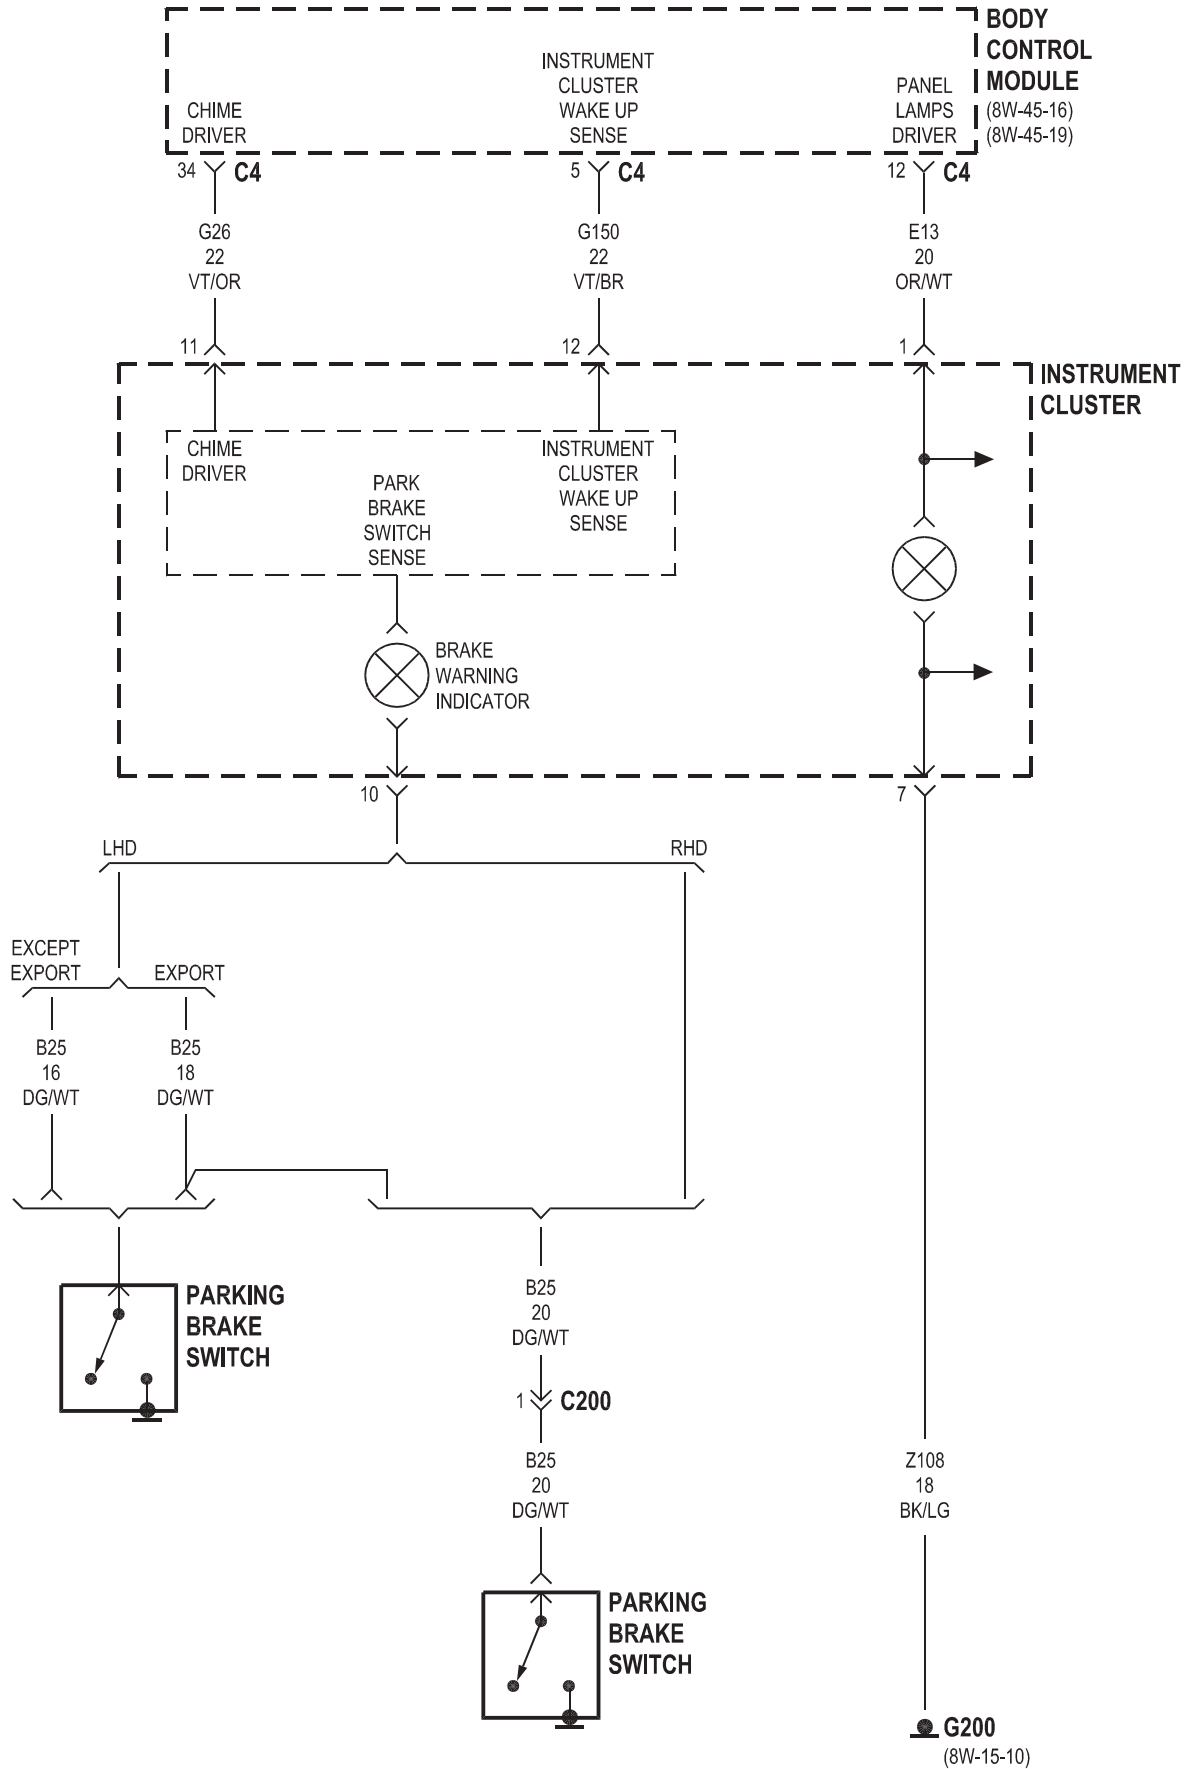 BODY
CONTROL
MODULE
(8W-45-16)
(8W-45-19)
CHIME
DRIVER
INSTRUMENT
CLUSTER
WAKE UP
SENSE
PANEL
LAMPS
DRIVER
34 C4
5 C4
12 C4
G26
22
VT/OR
G150
22
VT/BR
E13
20
OR/WT
11
12
1
INSTRUMENT
CLUSTER
CHIME
DRIVER
PARK
BRAKE
SWITCH
SENSE
INSTRUMENT
CLUSTER
WAKE UP
SENSE
BRAKE
WARNING
INDICATOR
10
7
LHD
RHD
EXCEPT
EXPORT
EXPORT
B25
16
DG/WT
B25
18
DG/WT
PARKING
BRAKE
SWITCH
B25
20
DG/WT
1 C200
B25
20
DG/WT
Z108
18
BK/LG
PARKING
BRAKE
SWITCH
G200
(8W-15-10)